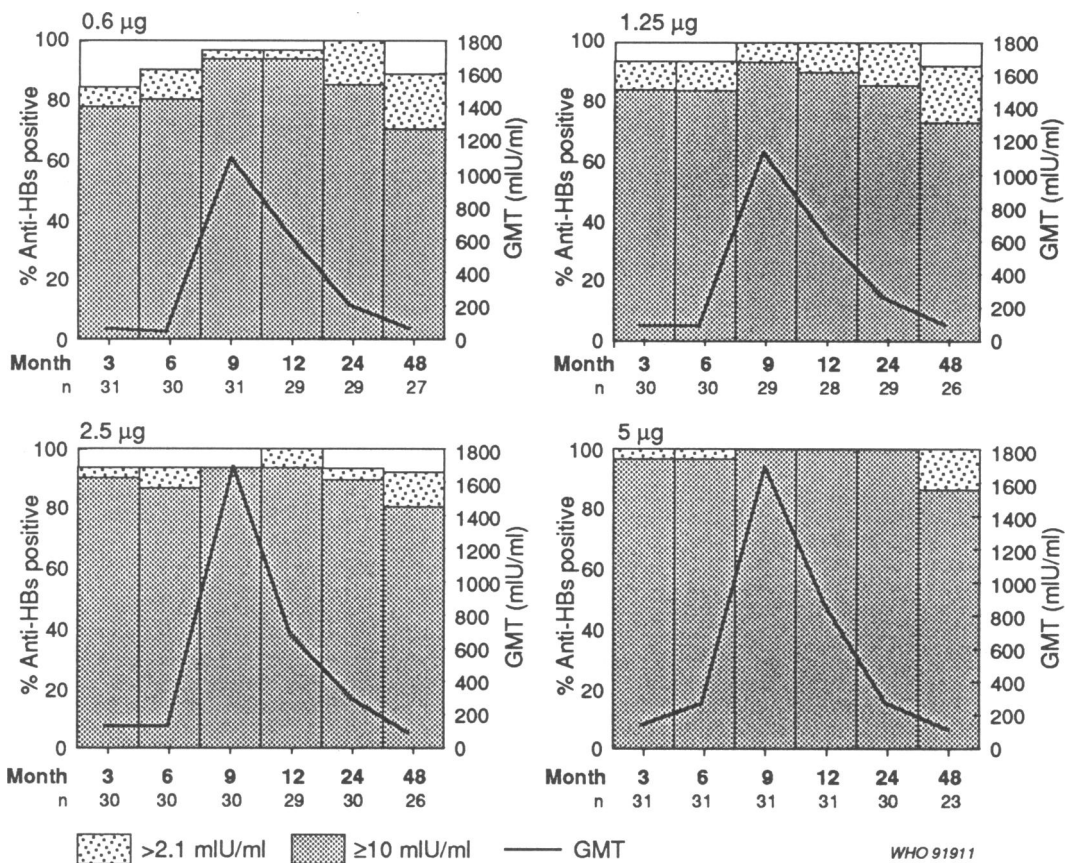 0.6 µg
% Anti-HBs positive
100
80
60
40
20
0
1800
1600
1400
1200
1000
800
600
400
200
0
GMT (mIU/ml)
Month 3 6 9 12 24 48
n 31 30 31 29 29 27
1.25 µg
% Anti-HBs positive
100
80
60
40
20
0
1800
1600
1400
1200
1000
800
600
400
200
0
GMT (mIU/ml)
Month 3 6 9 12 24 48
n 30 30 29 28 29 26
2.5 µg
% Anti-HBs positive
100
80
60
40
20
0
1800
1600
1400
1200
1000
800
600
400
200
0
GMT (mIU/ml)
Month 3 6 9 12 24 48
n 30 30 30 29 30 26
5 µg
% Anti-HBs positive
100
80
60
40
20
0
1800
1600
1400
1200
1000
800
600
400
200
0
GMT (mIU/ml)
Month 3 6 9 12 24 48
n 31 31 31 31 30 23
>2.1 mIU/ml ≥10 mIU/ml GMT
WHO 91911